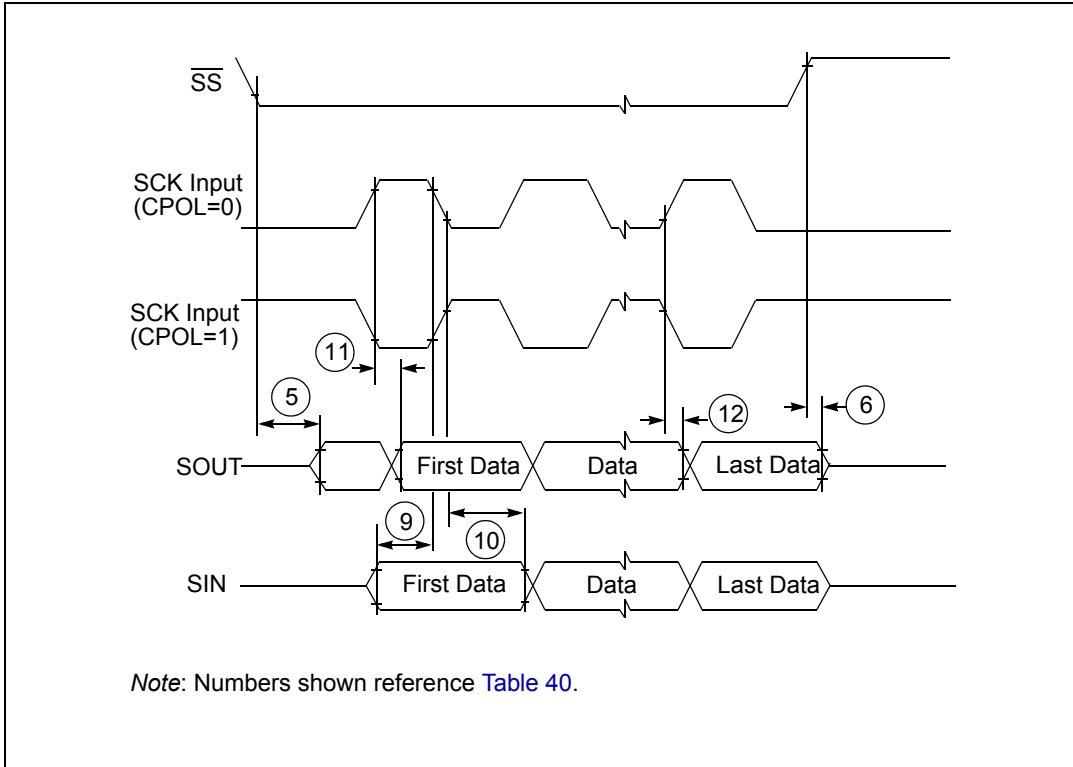 SS
SCK Input
(CPOL=0)
SCK Input
(CPOL=1)
11
5
12
6
SOUT
First Data
Data
Last Data
9
10
SIN
First Data
Data
Last Data
Note: Numbers shown reference Table 40.